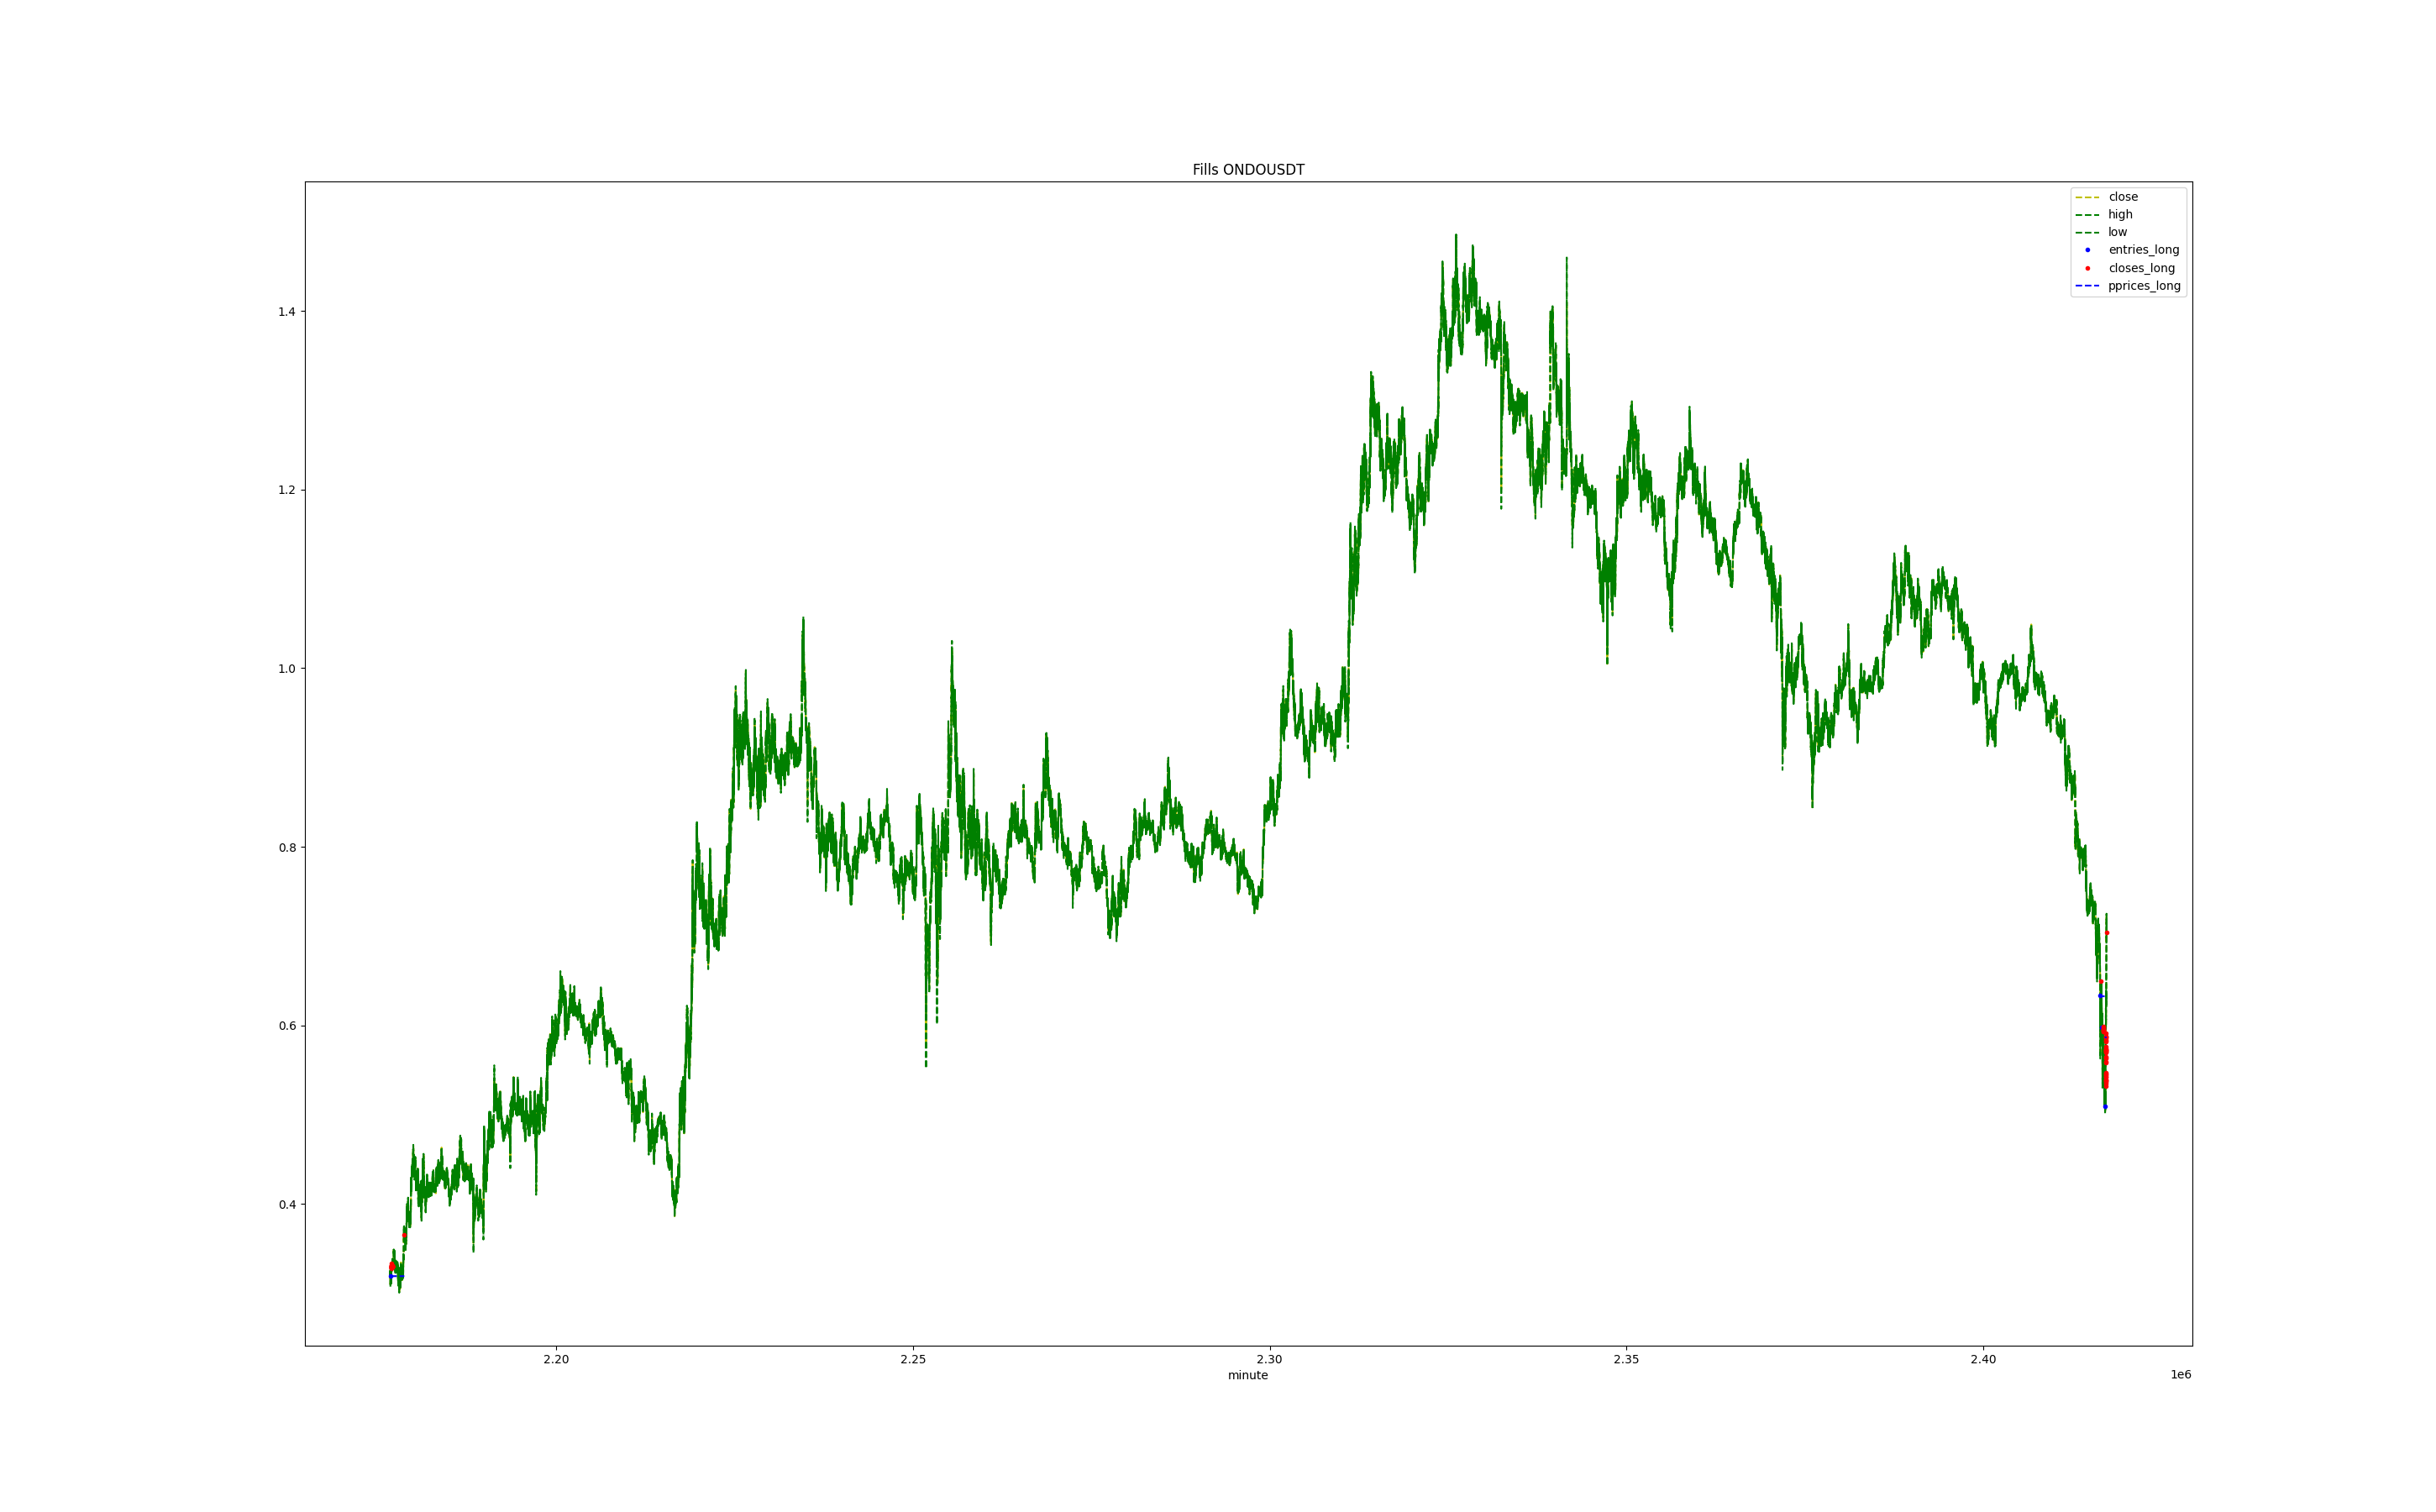 Fills ONDOUSDT
close
high
low
entries_long
closes_long
pprices_long
1.4
1.2
1.0
0.8
0.6
0.4
2.20 2.25 2.30 2.35 2.40
minute 1e6